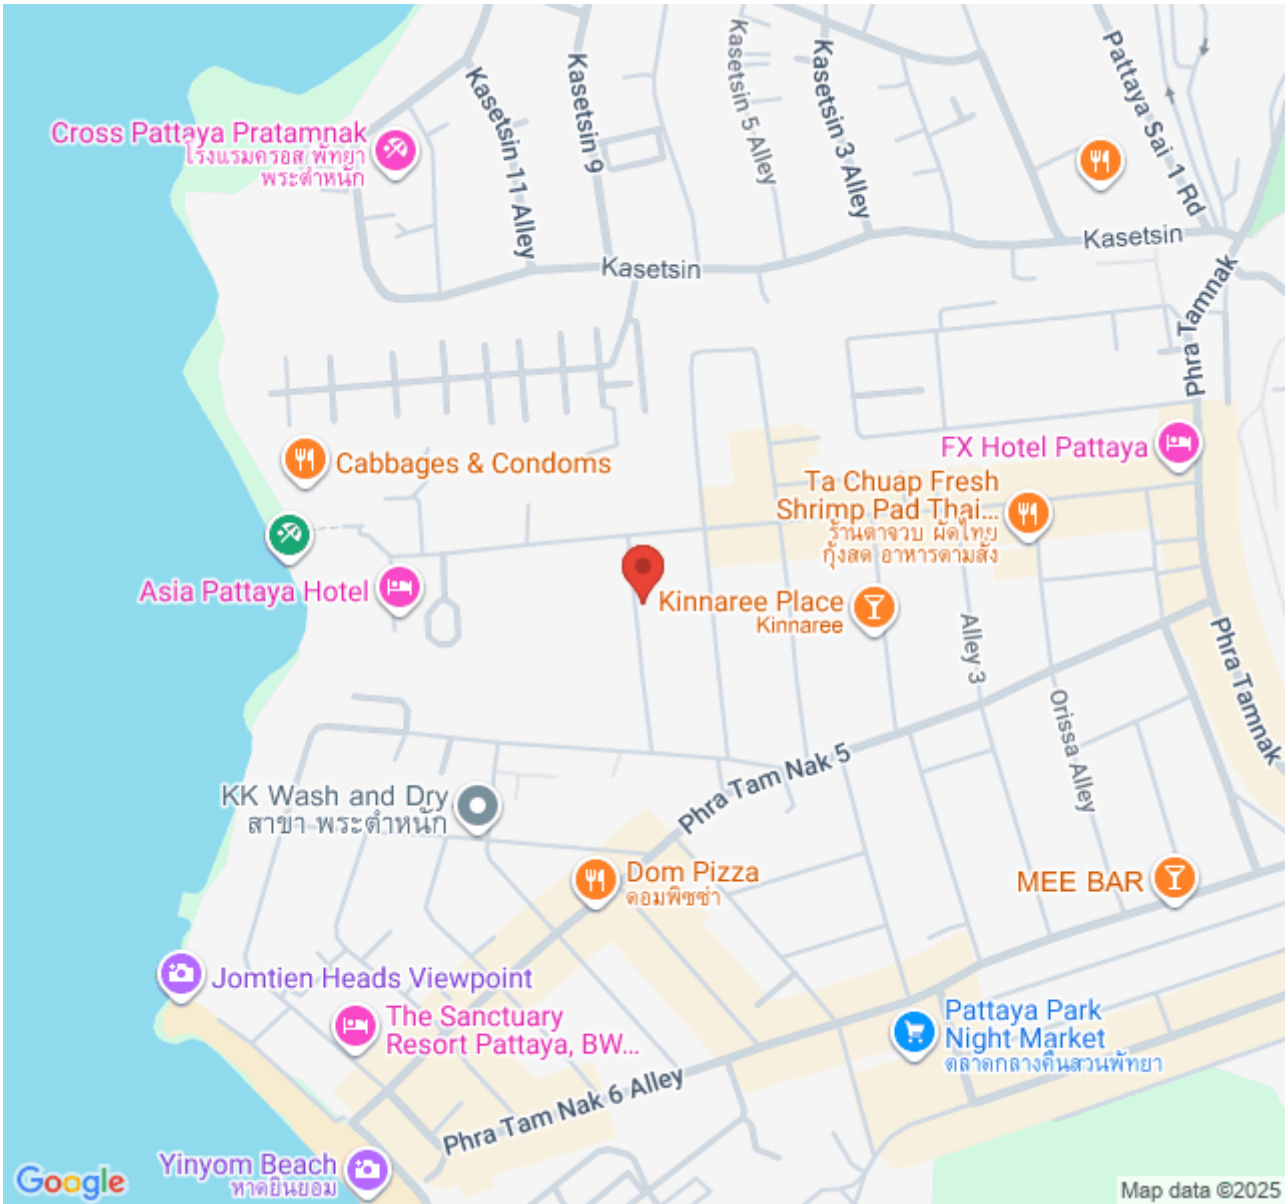 Kasetsin 11 Alley
Kasetsin 9
Kasetsin 5 Alley
Kasetsin 3 Alley
Pattaya Sai 1 Rd
Cross Pattaya Pratamnak
โรงแรมครอส พัทยา
พระตำหนัก
Kasetsin
Kasetsin
Phra Tamnak
Cabbages & Condoms
FX Hotel Pattaya
Ta Chuap Fresh
Shrimp Pad Thai...
ร้านตาจวบ ผัดไทย
กุ้งสด อาหารตามสั่ง
Asia Pattaya Hotel
Kinnaree Place
Kinnaree
Alley 3
Orissa Alley
Phra Tamnak
Phra Tam Nak 5
KK Wash and Dry
สาขา พระตำหนัก
Dom Pizza
ดอมพิซซ่า
MEE BAR
Jomtien Heads Viewpoint
The Sanctuary
Resort Pattaya, BW...
Pattaya Park
Night Market
ตลาดกลางคืนสวนพัทยา
Phra Tam Nak 6 Alley
Yinyom Beach
หาดยินยอม
Google
Map data ©2025